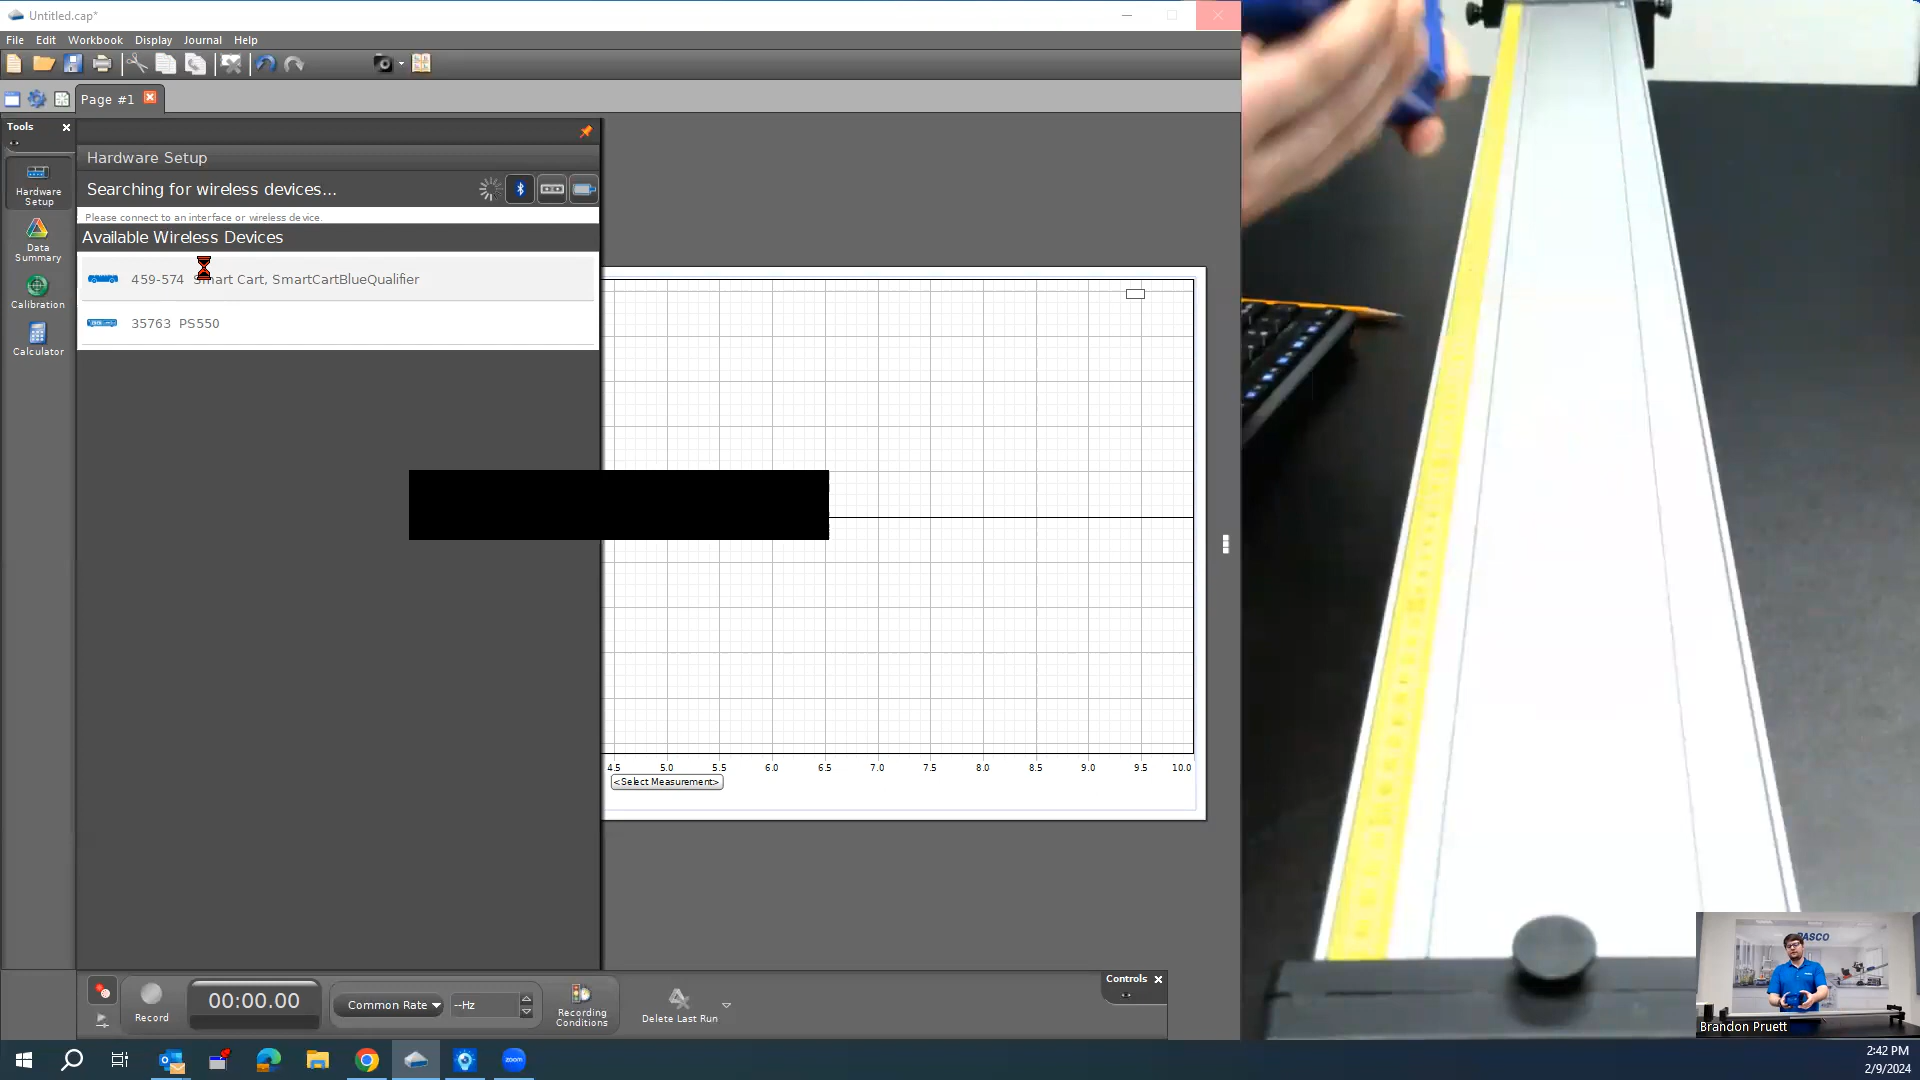 Untitled.cap*
File Edit Workbook Display Journal Help
Page #1
Tools
Hardware Setup
Searching for wireless devices...
Please connect to an interface or wireless device.
Available Wireless Devices
459-574 Smart Cart, SmartCartBlueQualifier
35763 PS550
Hardware
Setup
Data
Summary
Calibration
Calculator
4.5 5.0 5.5 6.0 6.5 7.0 7.5 8.0 8.5 9.0 9.5 10.0
<Select Measurement>
Controls
Record
00:00.00
Common Rate
--Hz
Recording
Conditions
Delete Last Run
PASCO
Brandon Pruett
zoom
2:42 PM
2/9/2024